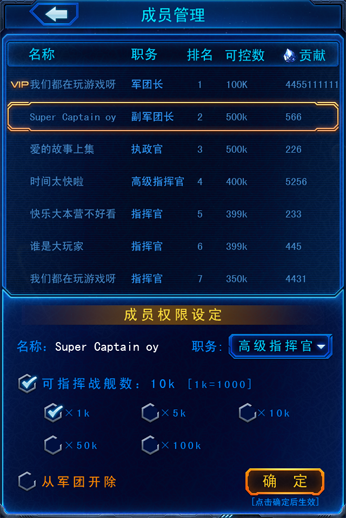 成员管理
名称 职务 排名 可控数 贡献
VIP 我们都在玩游戏呀 军团长 1 100K 4455111111
Super Captain oy 副军团长 2 500k 566
爱的故事上集 执政官 3 500k 226
时间太快啦 高级指挥官 4 400k 5256
快乐大本营不好看 指挥官 5 399k 233
谁是大玩家 指挥官 6 399k 445
我们都在玩游戏呀 指挥官 7 350k 4431
成员权限设定
名称: Super Captain oy 职务: 高级指挥官
可指挥战舰数: 10k [1k=1000]
×1k ×5k ×10k
×50k ×100k
从军团开除 确 定
[点击确定后生效]